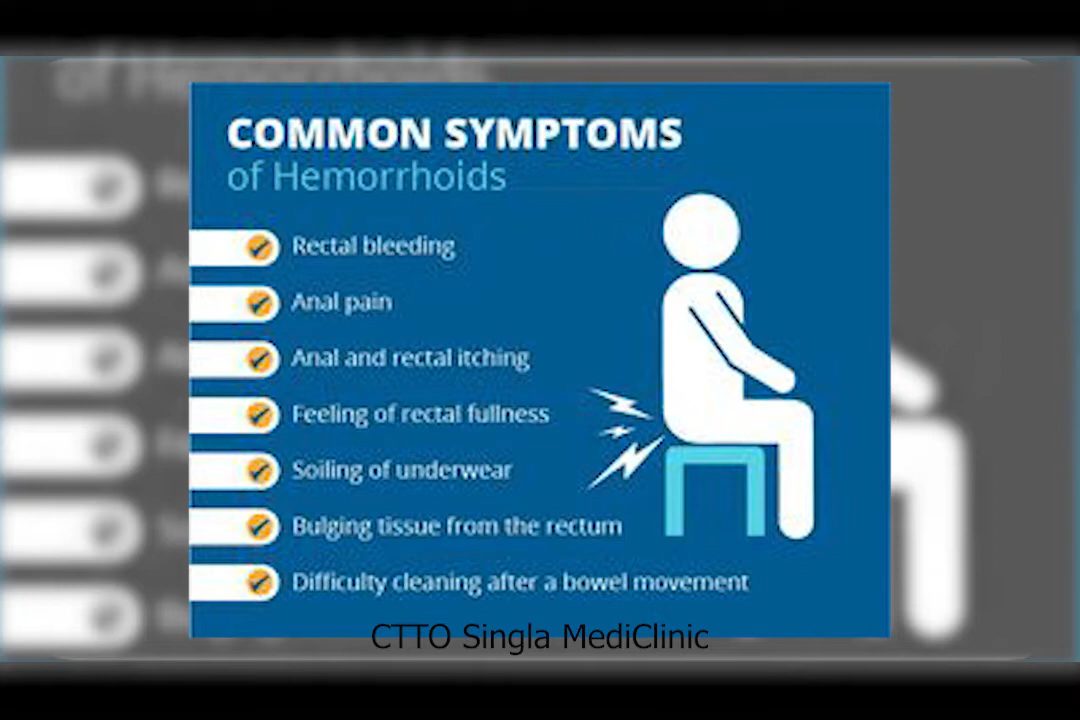 COMMON SYMPTOMS
of Hemorrhoids
Rectal bleeding
Anal pain
Anal and rectal itching
Feeling of rectal fullness
Soiling of underwear
Bulging tissue from the rectum
Difficulty cleaning after a bowel movement
CTTO Singla MediClinic